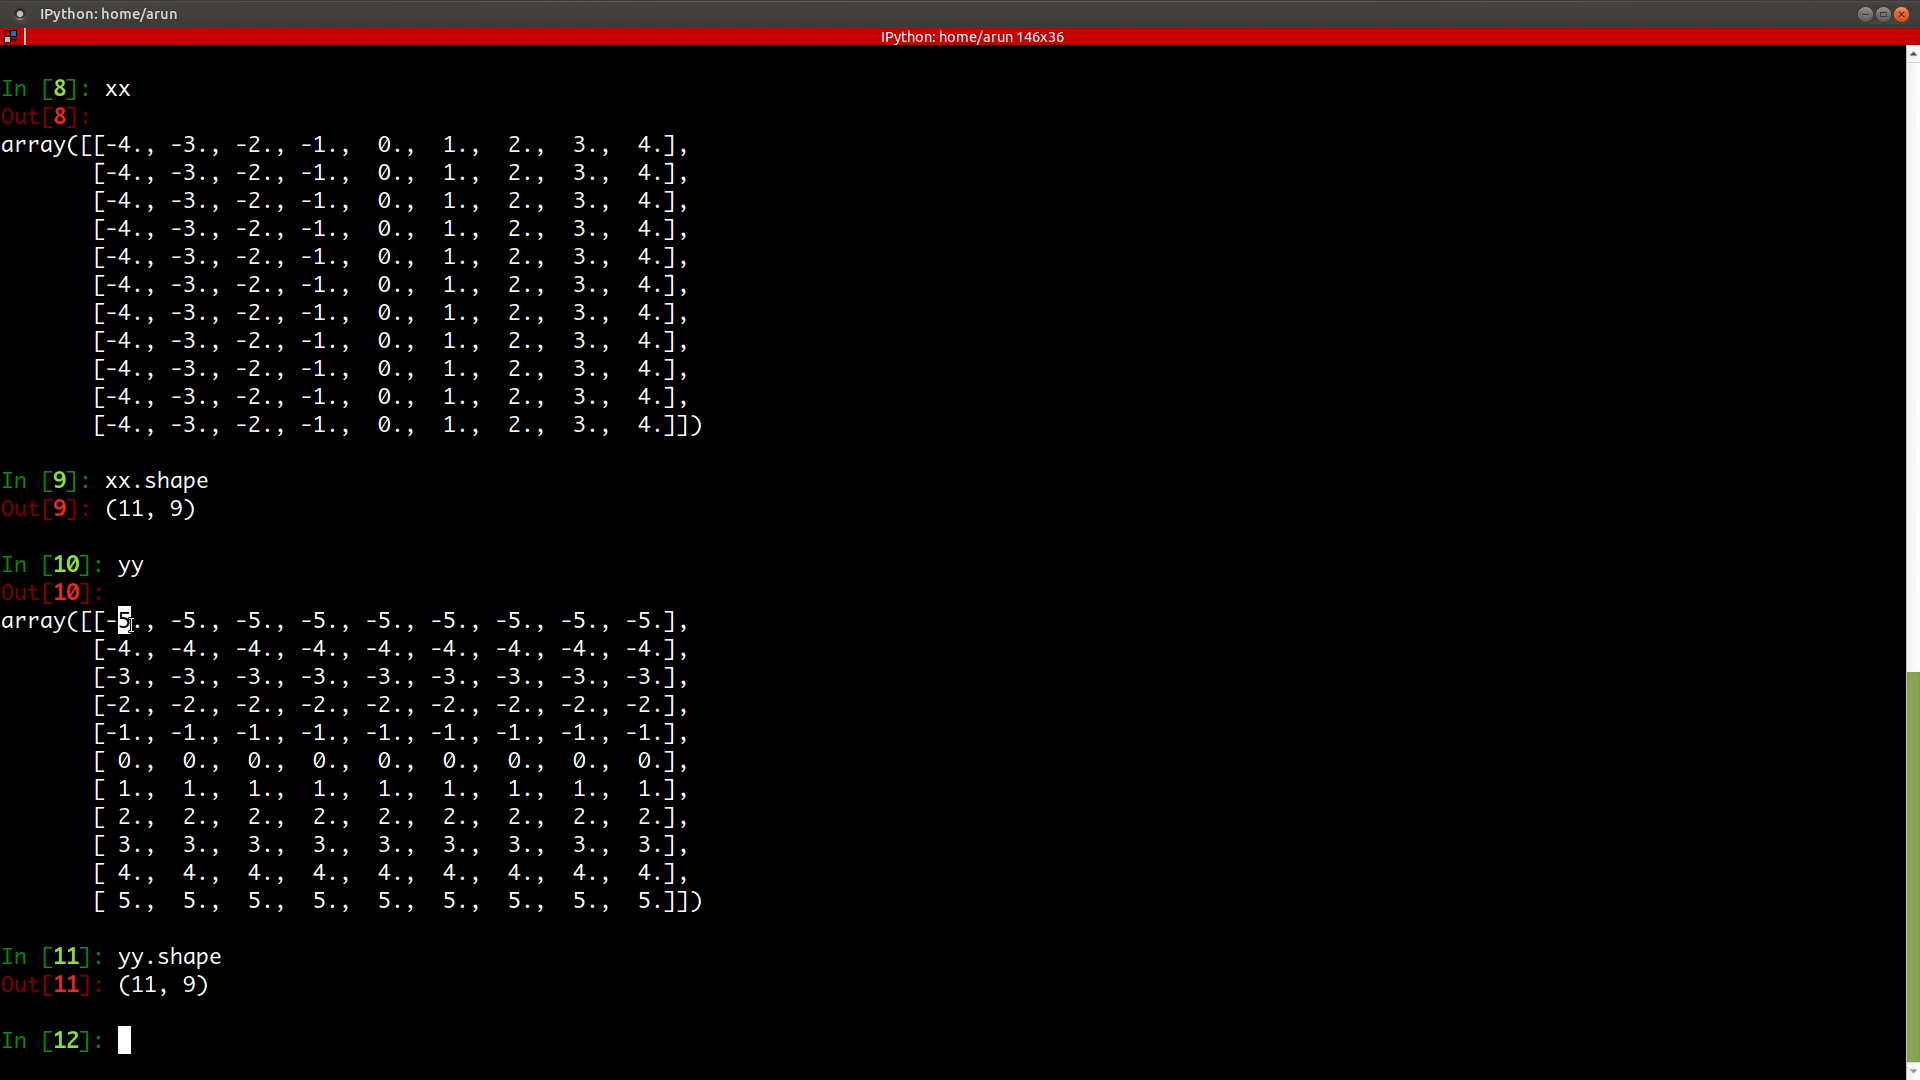 IPython: home/arun
IPython: home/arun 146x36
In [8]: xx
Out[8]:
array([[-4., -3., -2., -1.,  0.,  1.,  2.,  3.,  4.],
       [-4., -3., -2., -1.,  0.,  1.,  2.,  3.,  4.],
       [-4., -3., -2., -1.,  0.,  1.,  2.,  3.,  4.],
       [-4., -3., -2., -1.,  0.,  1.,  2.,  3.,  4.],
       [-4., -3., -2., -1.,  0.,  1.,  2.,  3.,  4.],
       [-4., -3., -2., -1.,  0.,  1.,  2.,  3.,  4.],
       [-4., -3., -2., -1.,  0.,  1.,  2.,  3.,  4.],
       [-4., -3., -2., -1.,  0.,  1.,  2.,  3.,  4.],
       [-4., -3., -2., -1.,  0.,  1.,  2.,  3.,  4.],
       [-4., -3., -2., -1.,  0.,  1.,  2.,  3.,  4.],
       [-4., -3., -2., -1.,  0.,  1.,  2.,  3.,  4.]])
In [9]: xx.shape
Out[9]: (11, 9)
In [10]: yy
Out[10]:
array([[-5., -5., -5., -5., -5., -5., -5., -5., -5.],
       [-4., -4., -4., -4., -4., -4., -4., -4., -4.],
       [-3., -3., -3., -3., -3., -3., -3., -3., -3.],
       [-2., -2., -2., -2., -2., -2., -2., -2., -2.],
       [-1., -1., -1., -1., -1., -1., -1., -1., -1.],
       [ 0.,  0.,  0.,  0.,  0.,  0.,  0.,  0.,  0.],
       [ 1.,  1.,  1.,  1.,  1.,  1.,  1.,  1.,  1.],
       [ 2.,  2.,  2.,  2.,  2.,  2.,  2.,  2.,  2.],
       [ 3.,  3.,  3.,  3.,  3.,  3.,  3.,  3.,  3.],
       [ 4.,  4.,  4.,  4.,  4.,  4.,  4.,  4.,  4.],
       [ 5.,  5.,  5.,  5.,  5.,  5.,  5.,  5.,  5.]])
In [11]: yy.shape
Out[11]: (11, 9)
In [12]: